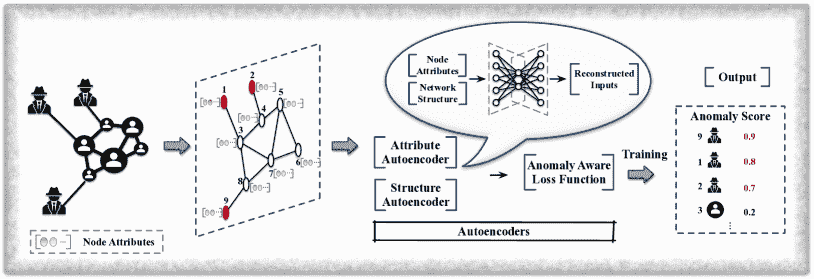 Node Attributes
1
2
3
4
5
6
7
8
9
Node Attributes
Network Structure
Reconstructed Inputs
Attribute Autoencoder
Structure Autoencoder
Anomaly Aware Loss Function
Autoencoders
Training
Output
Anomaly Score
9 0.9
1 0.8
2 0.7
3 0.2
⋮